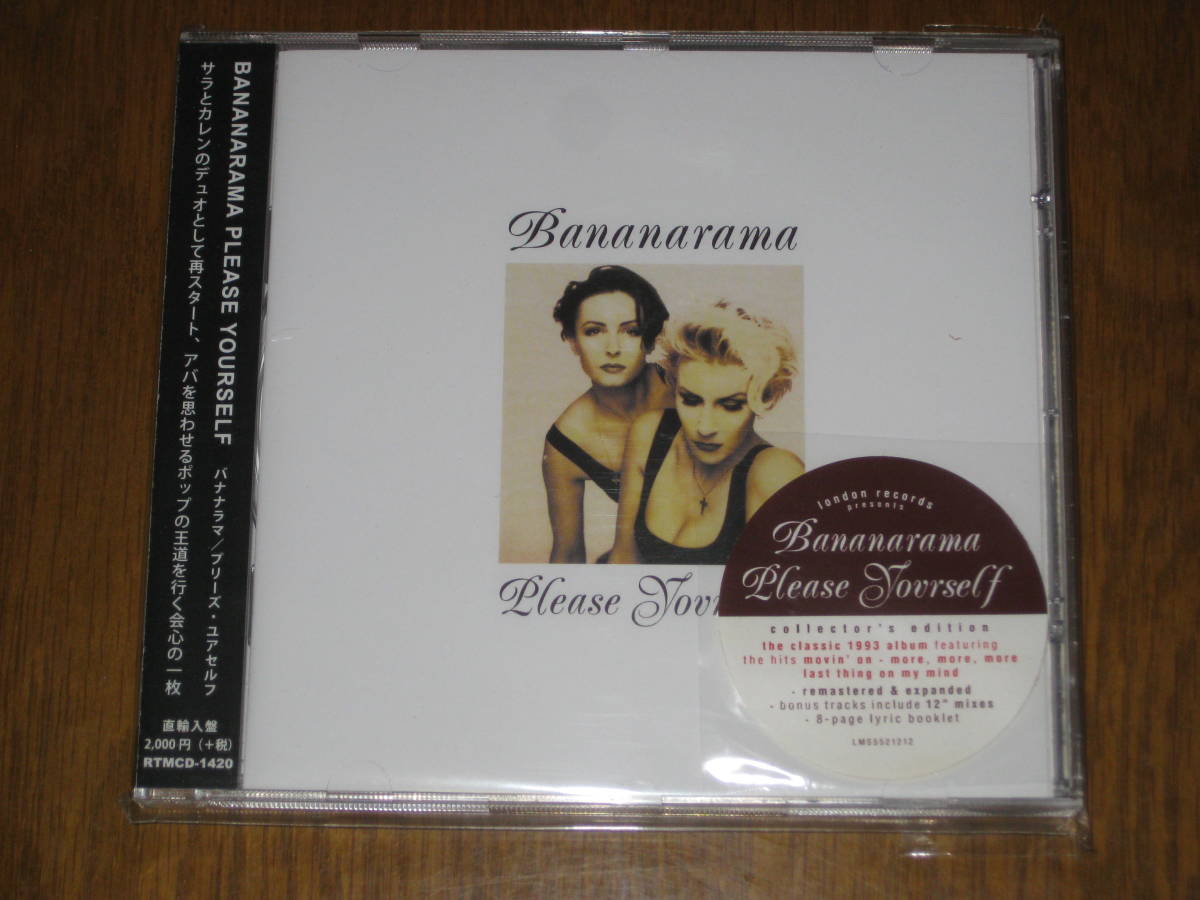 BANANARAMA PLEASE YOURSELF バナナラマ/プリーズ・ユアセルフ
サラとカレンのデュオとして再スタート、アバを思わせるポップの王道を行く会心の一枚
直輸入盤
2,000円(+税)
RTMCD-1420
Bananarama
Please Yovr
london records
presents
Bananarama
Please Yovrself
collector's edition
the classic 1993 album featuring
the hits movin' on - more, more, more
last thing on my mind
- remastered & expanded
- bonus tracks include 12" mixes
- 8-page lyric booklet
LMS5521212